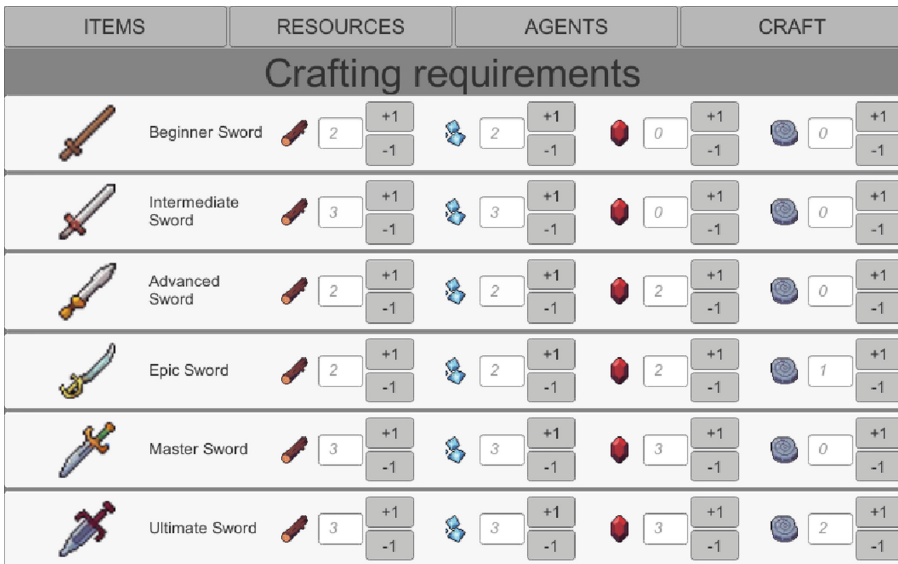 ITEMS RESOURCES AGENTS CRAFT
Crafting requirements
Beginner Sword 2 +1 -1 2 +1 -1 0 +1 -1 0 +1 -1
Intermediate Sword 3 +1 -1 3 +1 -1 0 +1 -1 0 +1 -1
Advanced Sword 2 +1 -1 2 +1 -1 2 +1 -1 0 +1 -1
Epic Sword 2 +1 -1 2 +1 -1 2 +1 -1 1 +1 -1
Master Sword 3 +1 -1 3 +1 -1 3 +1 -1 0 +1 -1
Ultimate Sword 3 +1 -1 3 +1 -1 3 +1 -1 2 +1 -1